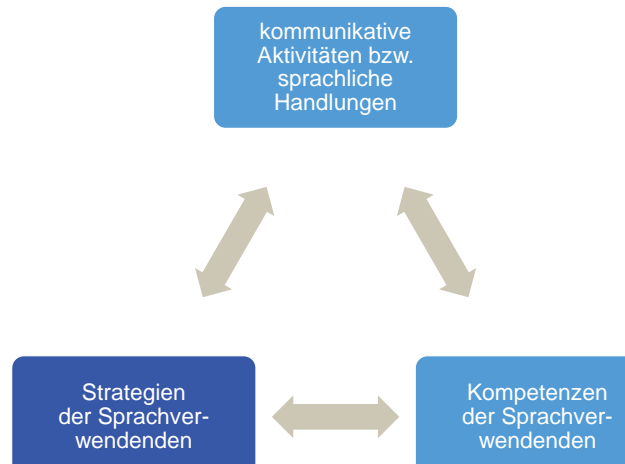 kommunikative
Aktivitäten bzw.
sprachliche
Handlungen
Strategien
der Sprachver-
wendenden
Kompetenzen
der Sprachver-
wendenden